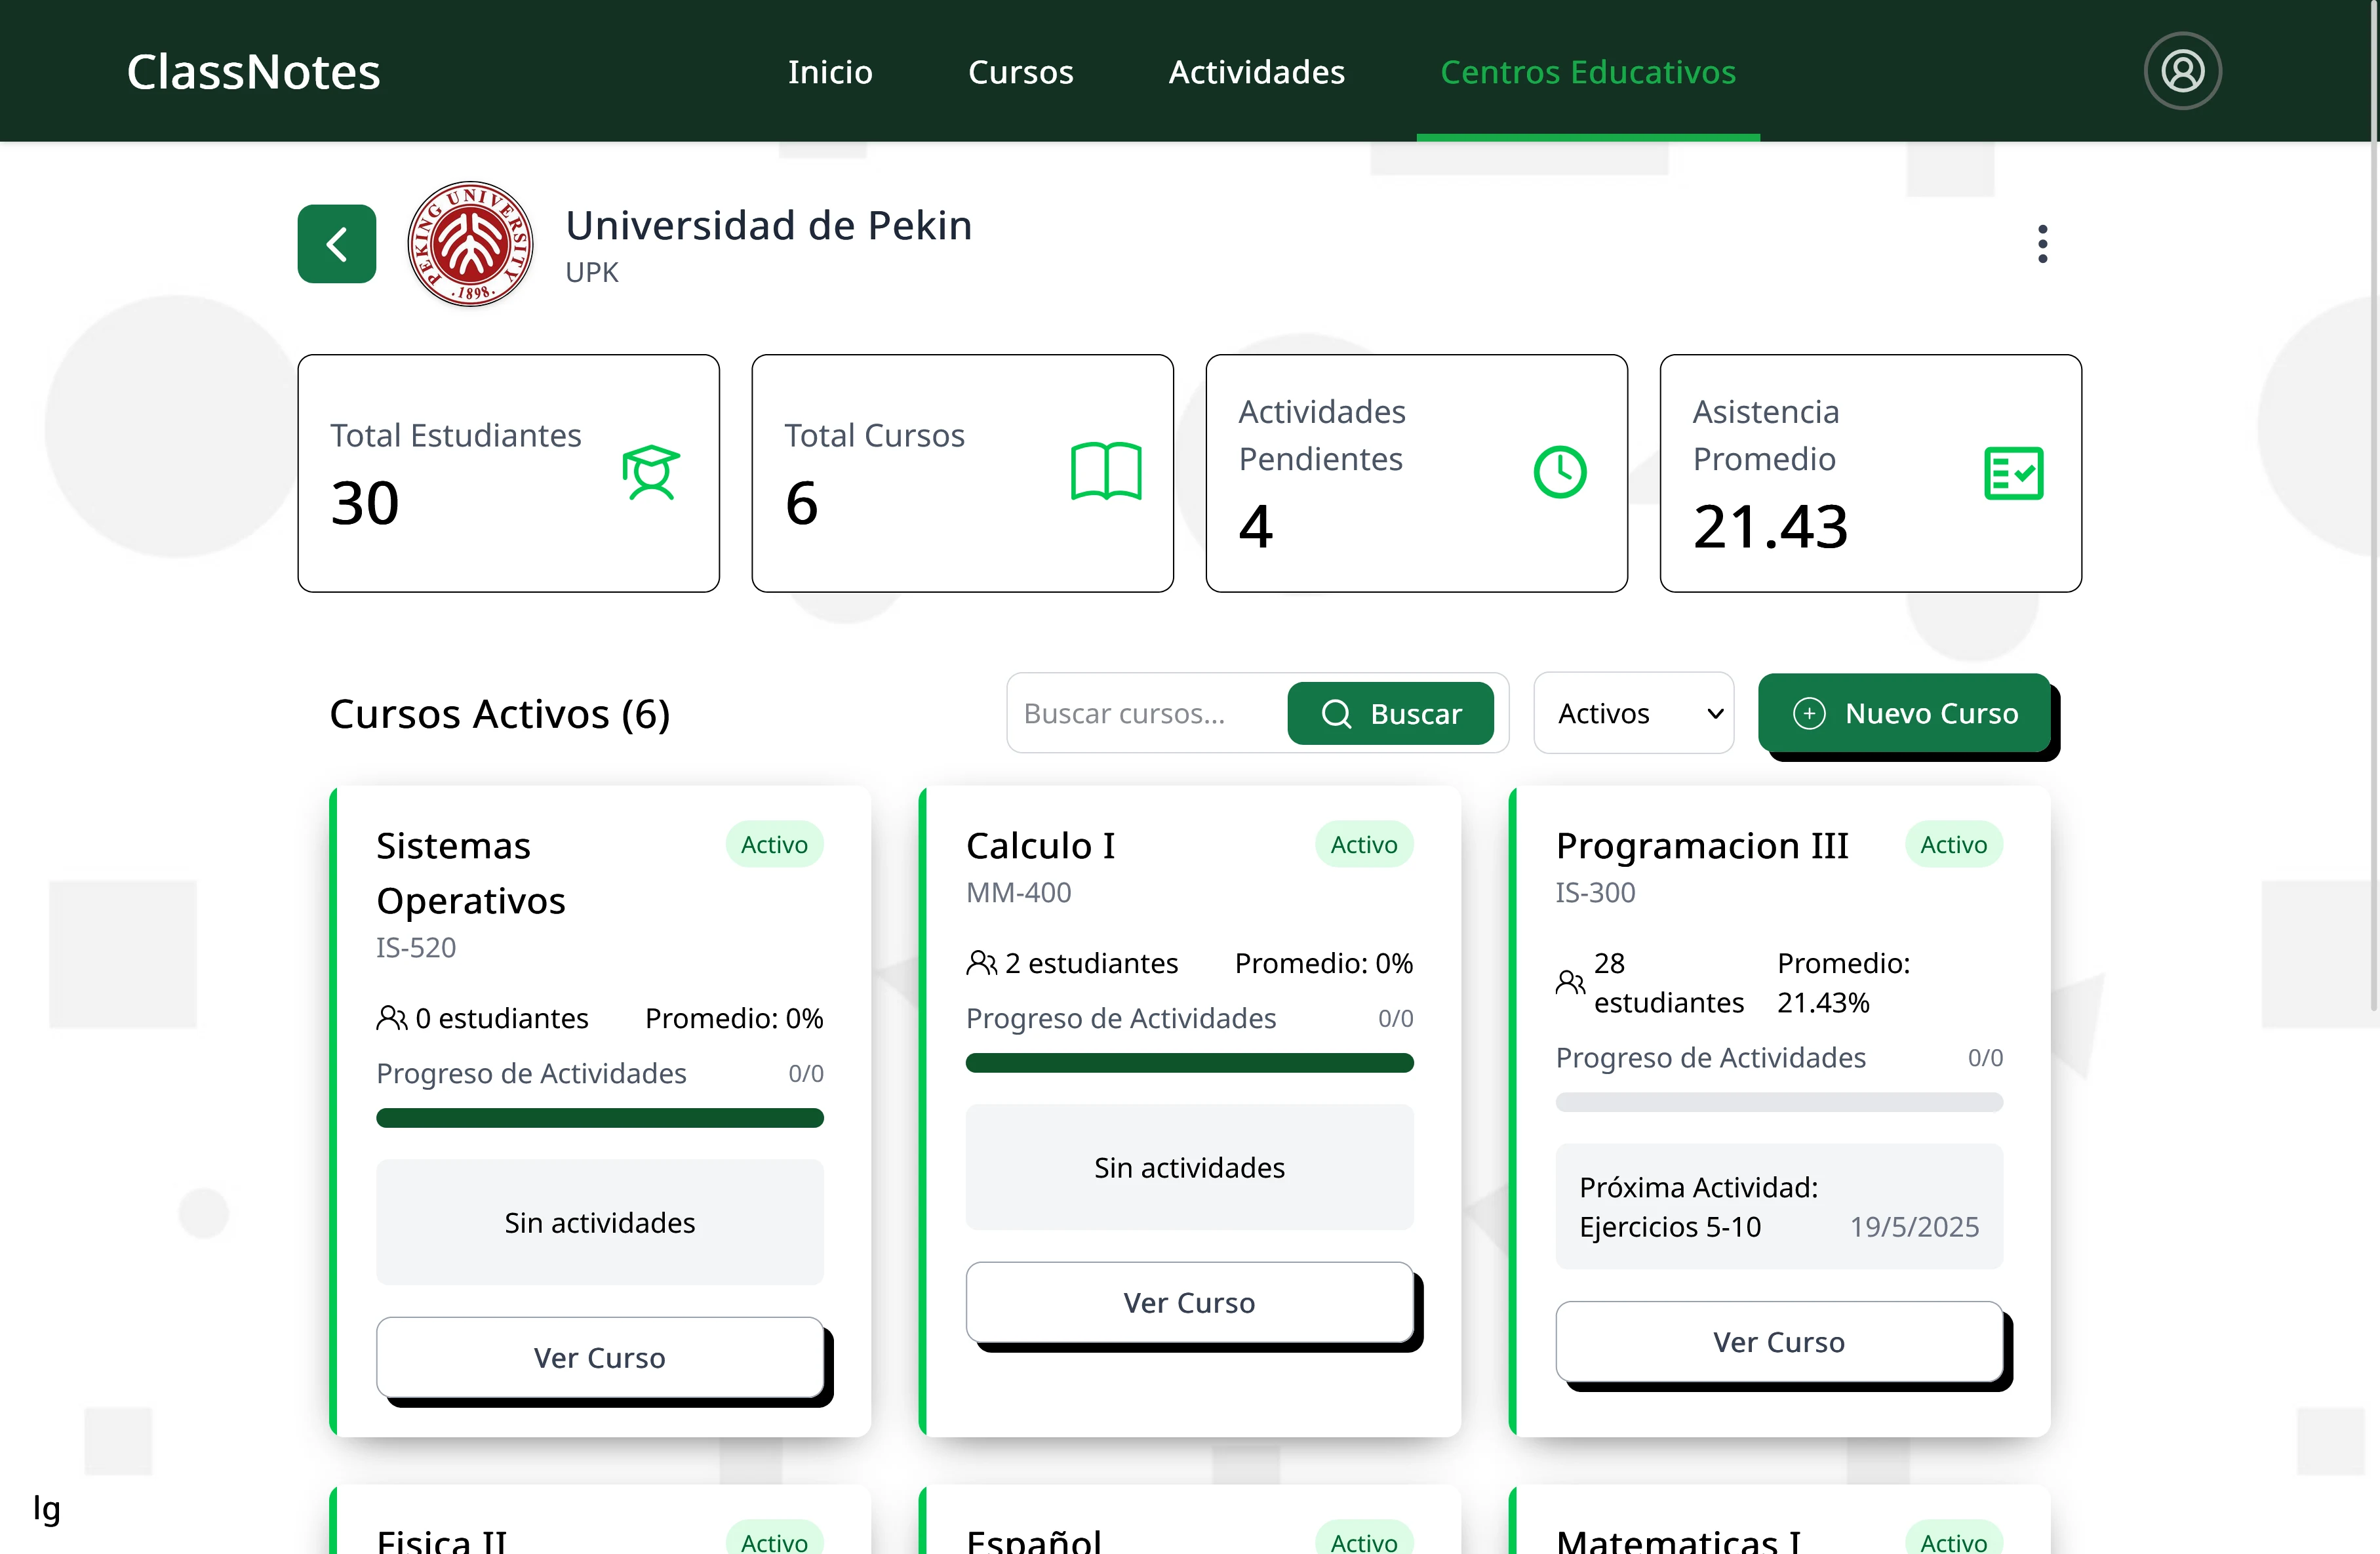 ClassNotes
Inicio
Cursos
Actividades
Centros Educativos
PEKING UNIVERSITY
·1898·
Universidad de Pekin
UPK
Total Estudiantes
30
Total Cursos
6
Actividades
Pendientes
4
Asistencia
Promedio
21.43
Cursos Activos (6)
Buscar cursos...
Buscar
Activos
Nuevo Curso
Sistemas
Operativos
Activo
IS-520
0 estudiantes
Promedio: 0%
Progreso de Actividades
0/0
Sin actividades
Ver Curso
Calculo I
Activo
MM-400
2 estudiantes
Promedio: 0%
Progreso de Actividades
0/0
Sin actividades
Ver Curso
Programacion III
Activo
IS-300
28
estudiantes
Promedio:
21.43%
Progreso de Actividades
0/0
Próxima Actividad:
Ejercicios 5-10
19/5/2025
Ver Curso
lg
Fisica II
Activo
Español
Activo
Matematicas I
Activo